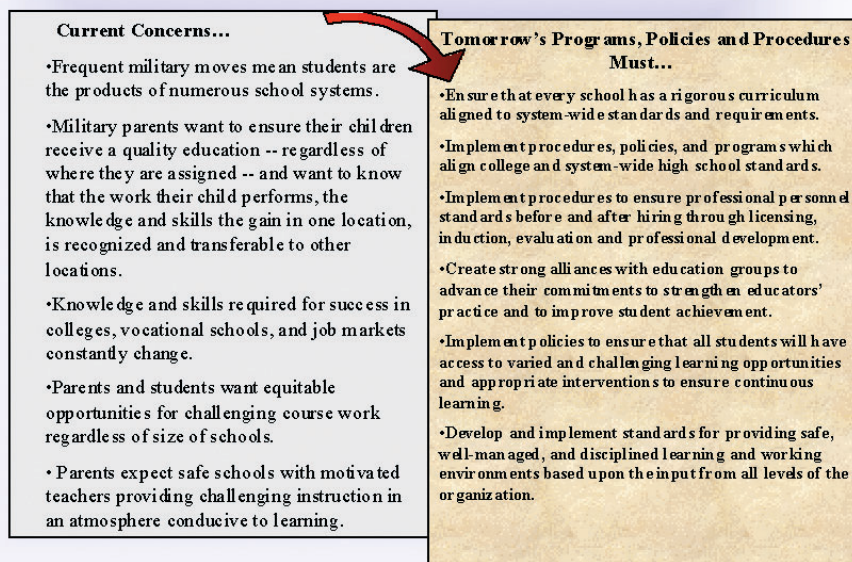 Current Concerns...
•Frequent military moves mean students are
the products of numerous school systems.
•Military parents want to ensure their children
receive a quality education -- regardless of
where they are assigned -- and want to know
that the work their child performs, the
knowledge and skills the gain in one location,
is recognized and transferable to other
locations.
•Knowledge and skills required for success in
colleges, vocational schools, and job markets
constantly change.
•Parents and students want equitable
opportunities for challenging course work
regardless of size of schools.
• Parents expect safe schools with motivated
teachers providing challenging instruction in
an atmosphere conducive to learning.
Tomorrow's Programs, Policies and Procedures
Must...
•Ensure that every school has a rigorous curriculum
aligned to system-wide standards and requirements.
•Implement procedures, policies, and programs which
align college and system-wide high school standards.
•Implement procedures to ensure professional personnel
standards before and after hiring through licensing,
induction, evaluation and professional development.
•Create strong alliances with education groups to
advance their commitments to strengthen educators'
practice and to improve student achievement.
•Implement policies to ensure that all students will have
access to varied and challenging learning opportunities
and appropriate interventions to ensure continuous
learning.
•Develop and implement standards for providing safe,
well-managed, and disciplined learning and working
environments based upon the input from all levels of the
organization.